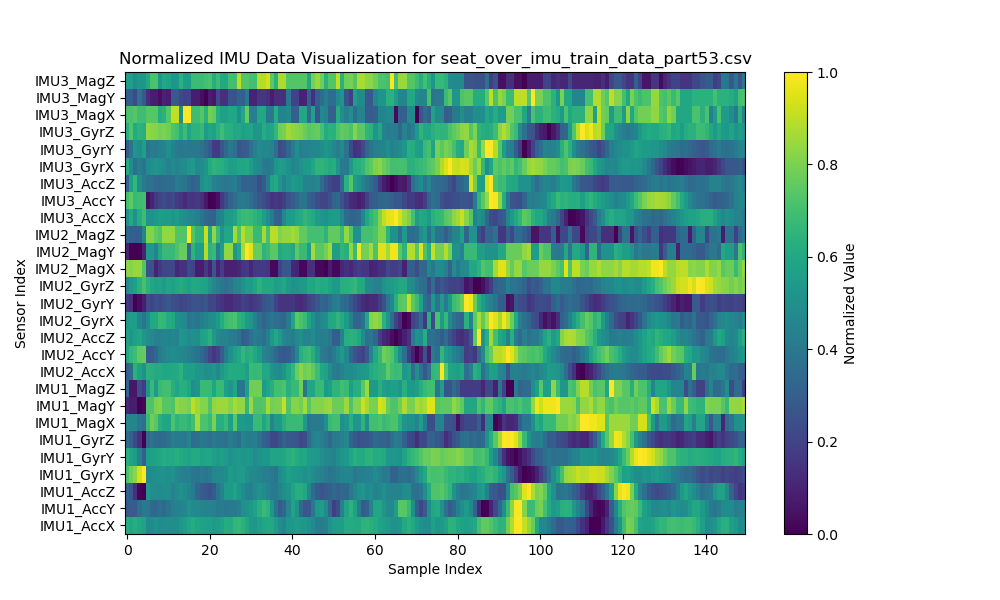 Normalized IMU Data Visualization for seat_over_imu_train_data_part53.csv
Sensor Index
IMU3_MagZ
IMU3_MagY
IMU3_MagX
IMU3_GyrZ
IMU3_GyrY
IMU3_GyrX
IMU3_AccZ
IMU3_AccY
IMU3_AccX
IMU2_MagZ
IMU2_MagY
IMU2_MagX
IMU2_GyrZ
IMU2_GyrY
IMU2_GyrX
IMU2_AccZ
IMU2_AccY
IMU2_AccX
IMU1_MagZ
IMU1_MagY
IMU1_MagX
IMU1_GyrZ
IMU1_GyrY
IMU1_GyrX
IMU1_AccZ
IMU1_AccY
IMU1_AccX
0 20 40 60 80 100 120 140
Sample Index
1.0
0.8
0.6
0.4
0.2
0.0
Normalized Value